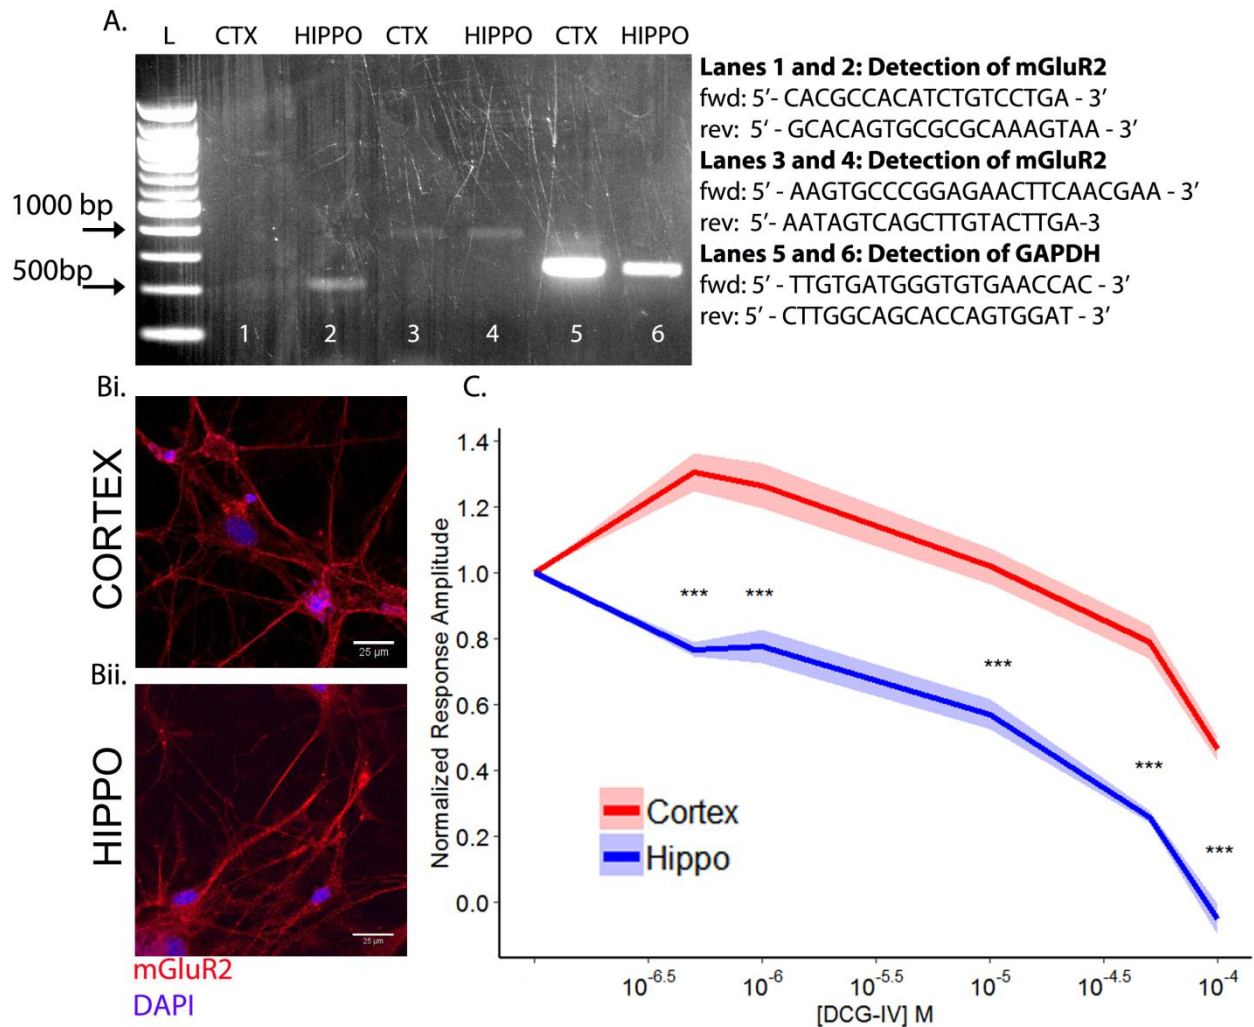 A.
L CTX HIPPO CTX HIPPO CTX HIPPO
1000 bp
500bp
1 2 3 4 5 6
Lanes 1 and 2: Detection of mGluR2
fwd: 5’- CACGCCACATCTGTCCTGA - 3’
rev: 5‘ - GCACAGTGCGCGCAAAGTAA - 3’
Lanes 3 and 4: Detection of mGluR2
fwd: 5’ - AAGTGCCCGGAGAACTTCAACGAA - 3’
rev: 5’- AATAGTCAGCTTGTACTTGA-3
Lanes 5 and 6: Detection of GAPDH
fwd: 5’ - TTGTGATGGGTGTGAACCAC - 3’
rev: 5’ - CTTGGCAGCACCAGTGGAT - 3’
Bi.
CORTEX
25 µm
Bii.
HIPPO
25 µm
mGluR2
DAPI
C.
Normalized Response Amplitude
1.4
1.2
1.0
0.8
0.6
0.4
0.2
0.0
*** ***
***
***
***
Cortex
Hippo
10^-6.5 10^-6 10^-5.5 10^-5 10^-4.5 10^-4
[DCG-IV] M